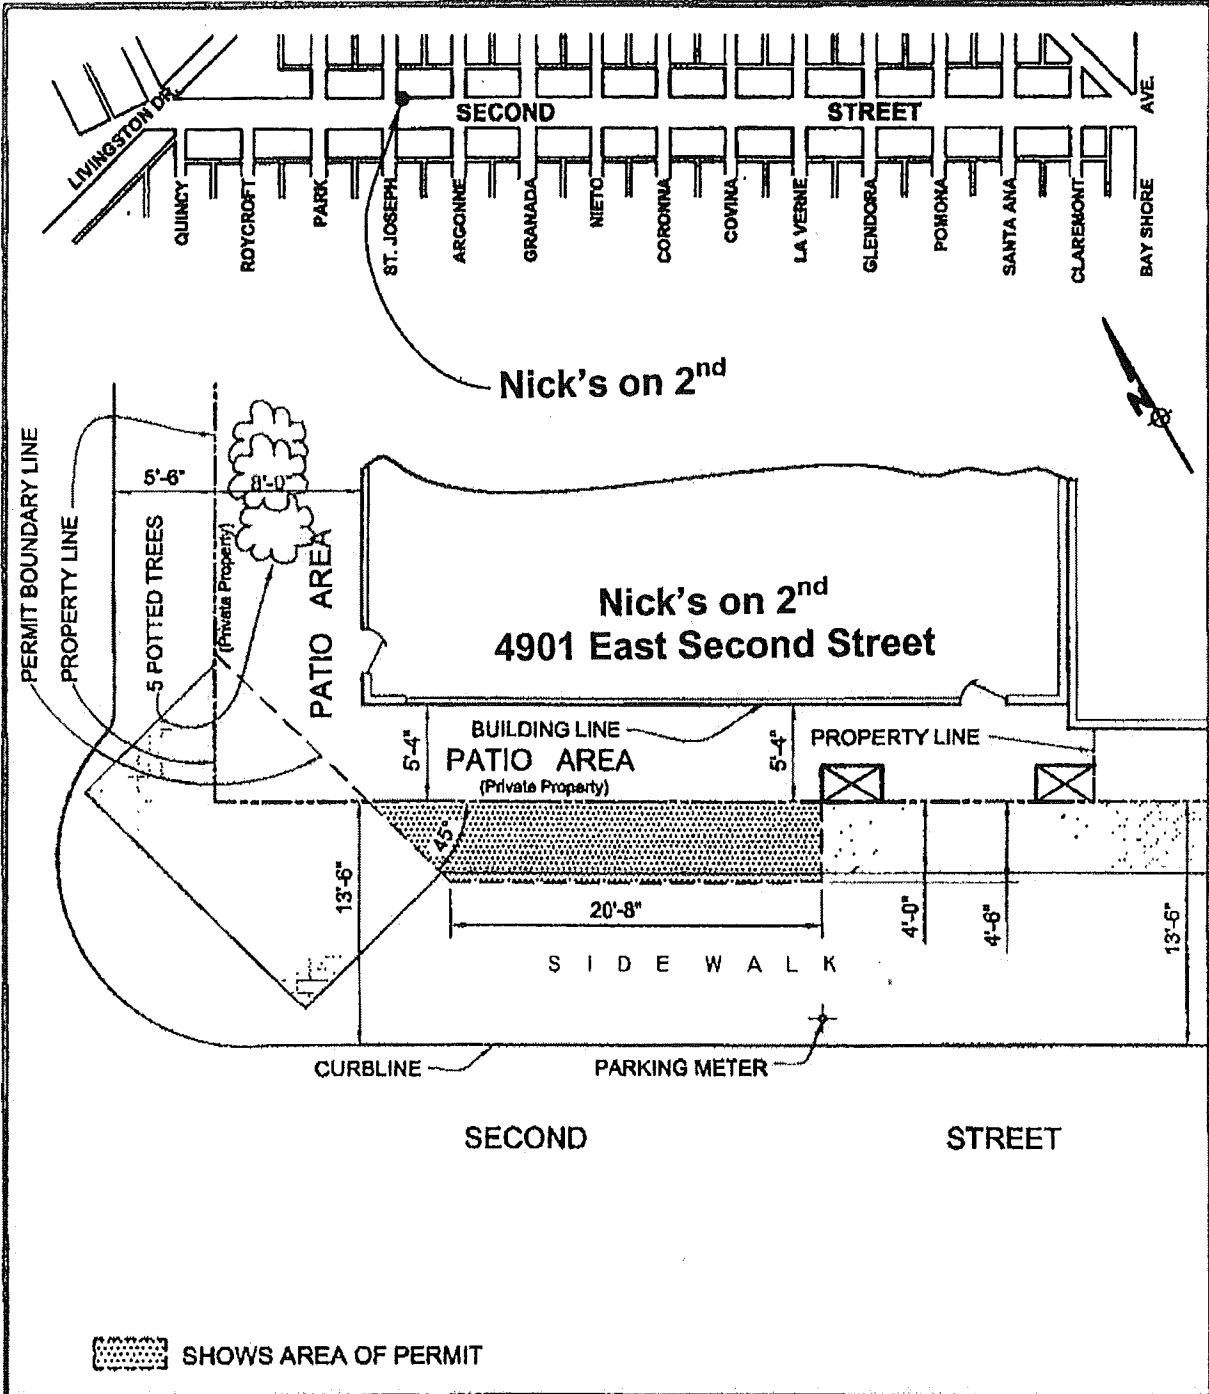 LIVINGSTON DR.
SECOND STREET
AVE.
QUINCY
ROYCROFT
PARK
ST. JOSEPH
ARGONNE
GRANADA
NIETO
CORONNA
COVINA
LA VERNE
GLENDORA
POMONA
SANTA ANA
CLAREMONT
BAY SHORE
Nick's on 2nd
N
PERMIT BOUNDARY LINE
PROPERTY LINE
5'-6"
8'-0"
5 POTTED TREES
(Private Property)
PATIO AREA
Nick's on 2nd
4901 East Second Street
BUILDING LINE
5'-4"
PATIO AREA
(Private Property)
5'-4"
PROPERTY LINE
45°
13'-6"
20'-8"
4'-0"
4'-6"
13'-6"
SIDEWALK
CURBLINE
PARKING METER
SECOND STREET
SHOWS AREA OF PERMIT